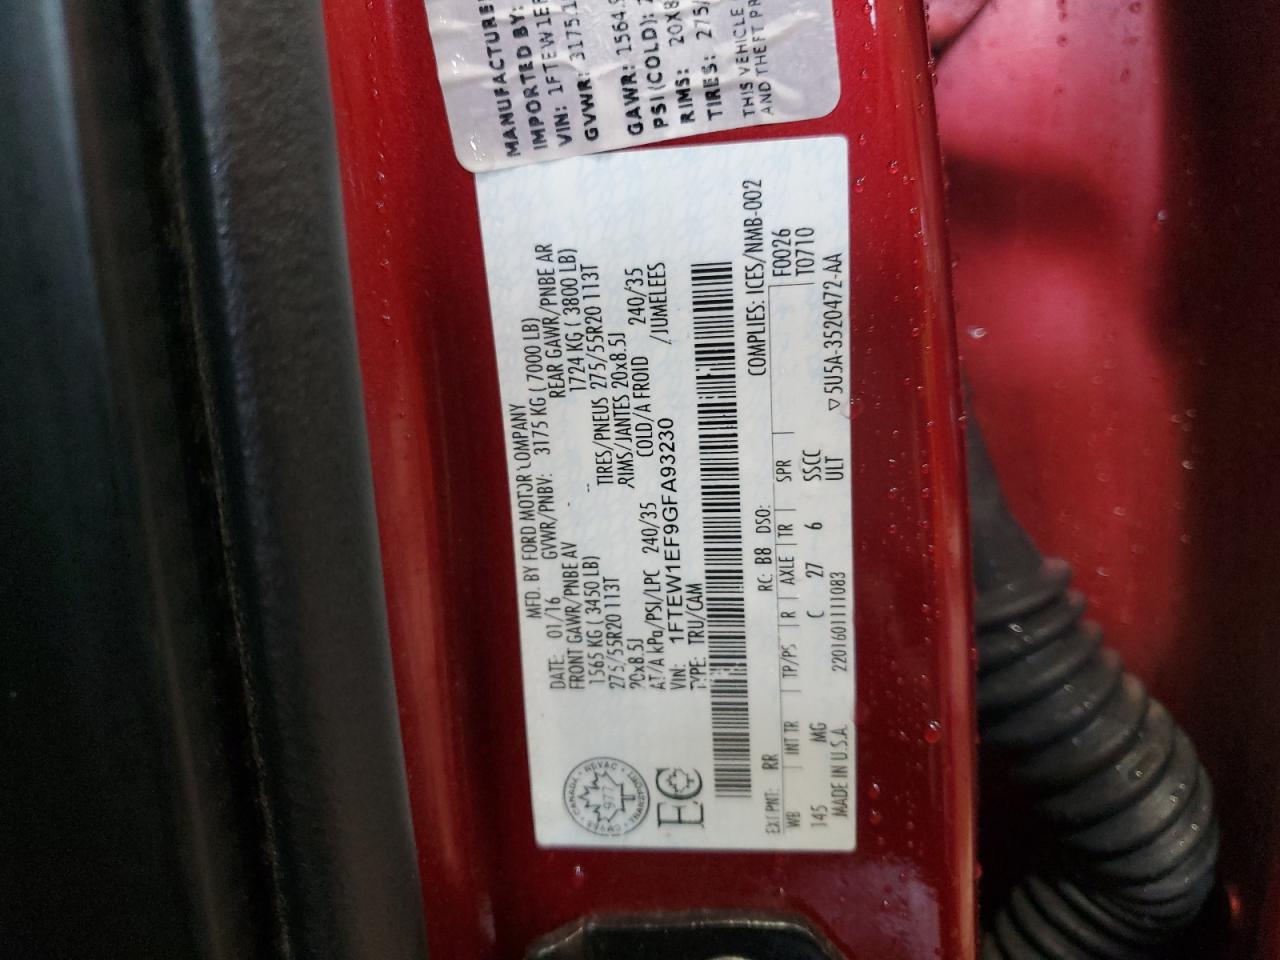 MANUFACTURE
IMPORTED BY:
VIN: 1FTEW1EF
GVWR: 3175.1
GAWR: 1564.9
PSI(COLD):
RIMS: 20X8
TIRES: 275/
THIS VEHICLE
AND THEFT PR
MFD. BY FORD MOTOR COMPANY
DATE: 01/16 GVWR/PNBV: 3175 KG ( 7000 LB)
FRONT GAWR/PNBE AV REAR GAWR/PNBE AR
1565 KG ( 3450 LB) 1724 KG ( 3800 LB)
275/55R20 113T TIRES/PNEUS 275/55R20 113T
20x8.5J RIMS/JANTES 20x8.5J
AT/A kPa/PSI/LPC 240/35 COLD/A FROID 240/35
VIN: 1FTEW1EF9GFA93230 /JUMELEES
TYPE: TRU/CAM
EXT PNT: RR RC: B8 DSO: COMPLIES: ICES/NMB-002
WB INT TR TP/PS R AXLE TR SPR F0026
145 MG C 27 6 SSCC T0710
MADE IN U.S.A. 2201601111083 ULT ▽ 5U5A-3520472-AA
CANADA
977
TRANSPORT
EC